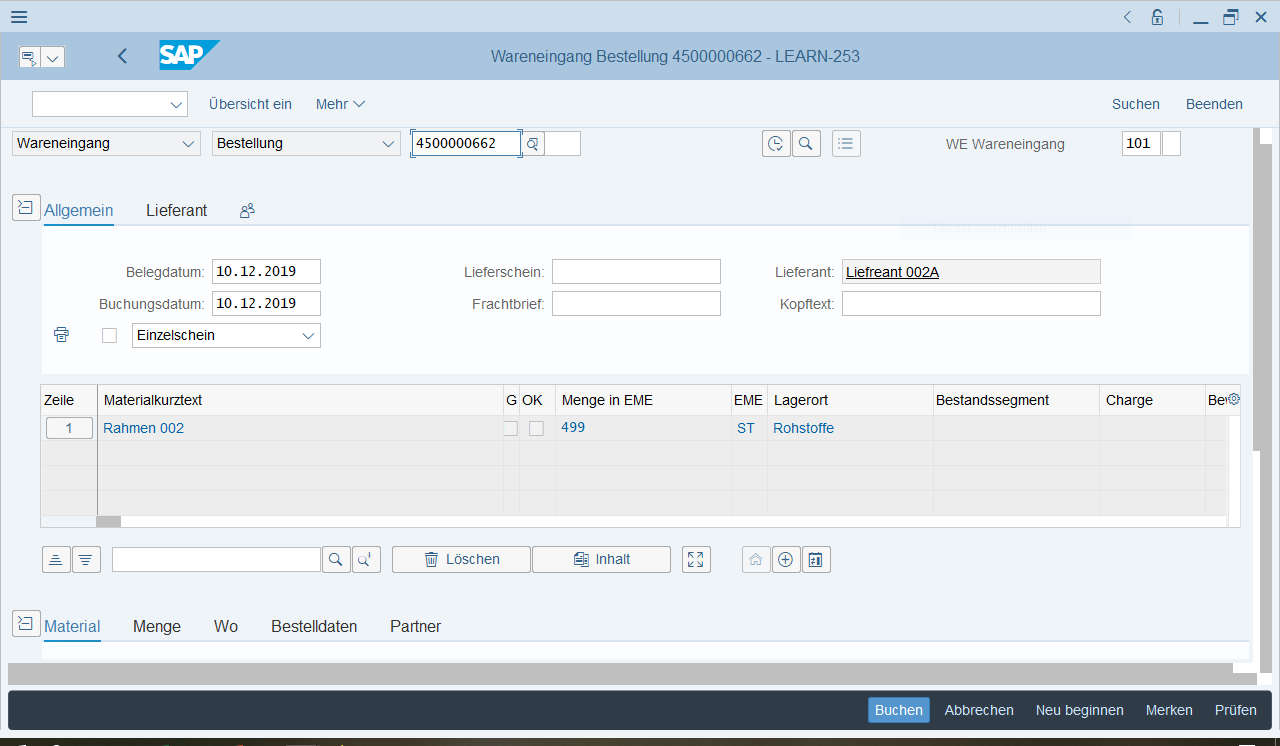 SAP
Wareneingang Bestellung 4500000662 - LEARN-253
Übersicht ein Mehr Suchen Beenden
Wareneingang Bestellung 4500000662 WE Wareneingang 101
Allgemein Lieferant
Belegdatum: 10.12.2019 Lieferschein: Lieferant: Liefreant 002A
Buchungsdatum: 10.12.2019 Frachtbrief: Kopftext:
Einzelschein
Zeile Materialkurztext G OK Menge in EME EME Lagerort Bestandssegment Charge
1 Rahmen 002 499 ST Rohstoffe
Löschen Inhalt
Material Menge Wo Bestelldaten Partner
Buchen Abbrechen Neu beginnen Merken Prüfen